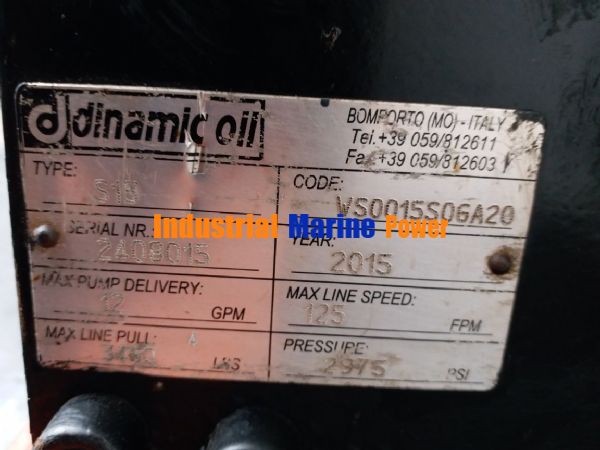 dinamic oil
BOMPORTO (MO) - ITALY
Tel. +39 059/812611
Fax +39 059/812603
TYPE:
CODE: VS0015S06A20
Industrial Marine Power
SERIAL NR.: 2408015
YEAR: 2015
MAX PUMP DELIVERY: 12 GPM
MAX LINE SPEED: 125 FPM
MAX LINE PULL: LBS
PRESSURE: 2975 PSI